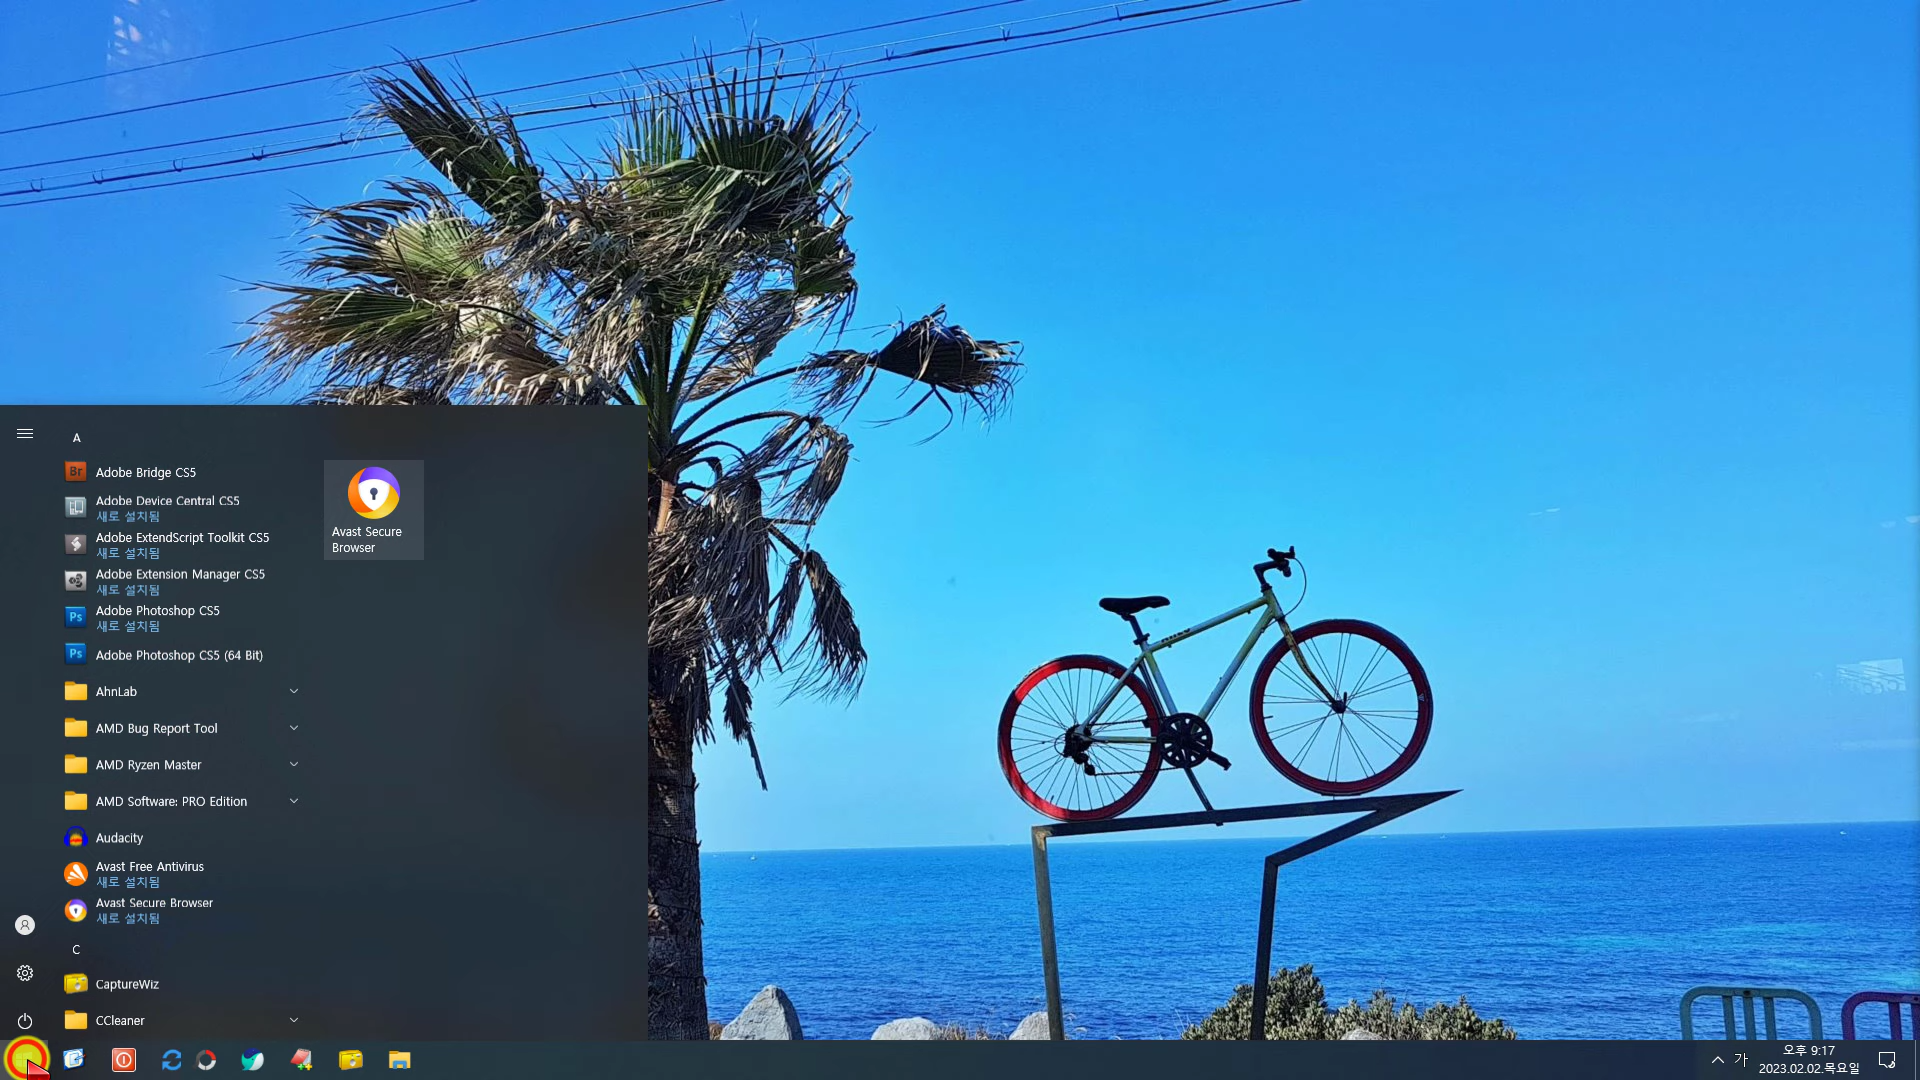 A
Br
Adobe Bridge CS5
Adobe Device Central CS5
새로 설치됨
Adobe ExtendScript Toolkit CS5
새로 설치됨
Adobe Extension Manager CS5
새로 설치됨
Ps
Adobe Photoshop CS5
새로 설치됨
Ps
Adobe Photoshop CS5 (64 Bit)
AhnLab
AMD Bug Report Tool
AMD Ryzen Master
AMD Software: PRO Edition
Audacity
Avast Free Antivirus
새로 설치됨
Avast Secure Browser
새로 설치됨
C
CaptureWiz
CCleaner
Avast Secure
Browser
가
오후 9:17
2023.02.02.목요일